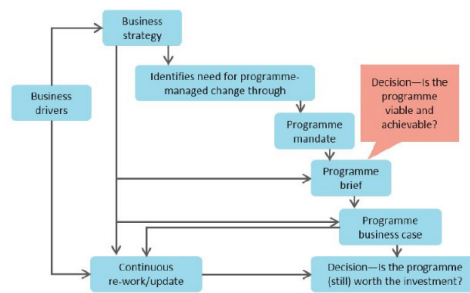 Business
strategy
Identifies need for programme-
managed change through
Decision—Is the
programme
viable and
achievable?
Business
drivers
Programme
mandate
Programme
brief
Programme
business case
Continuous
re-work/update
Decision—Is the programme
(still) worth the investment?